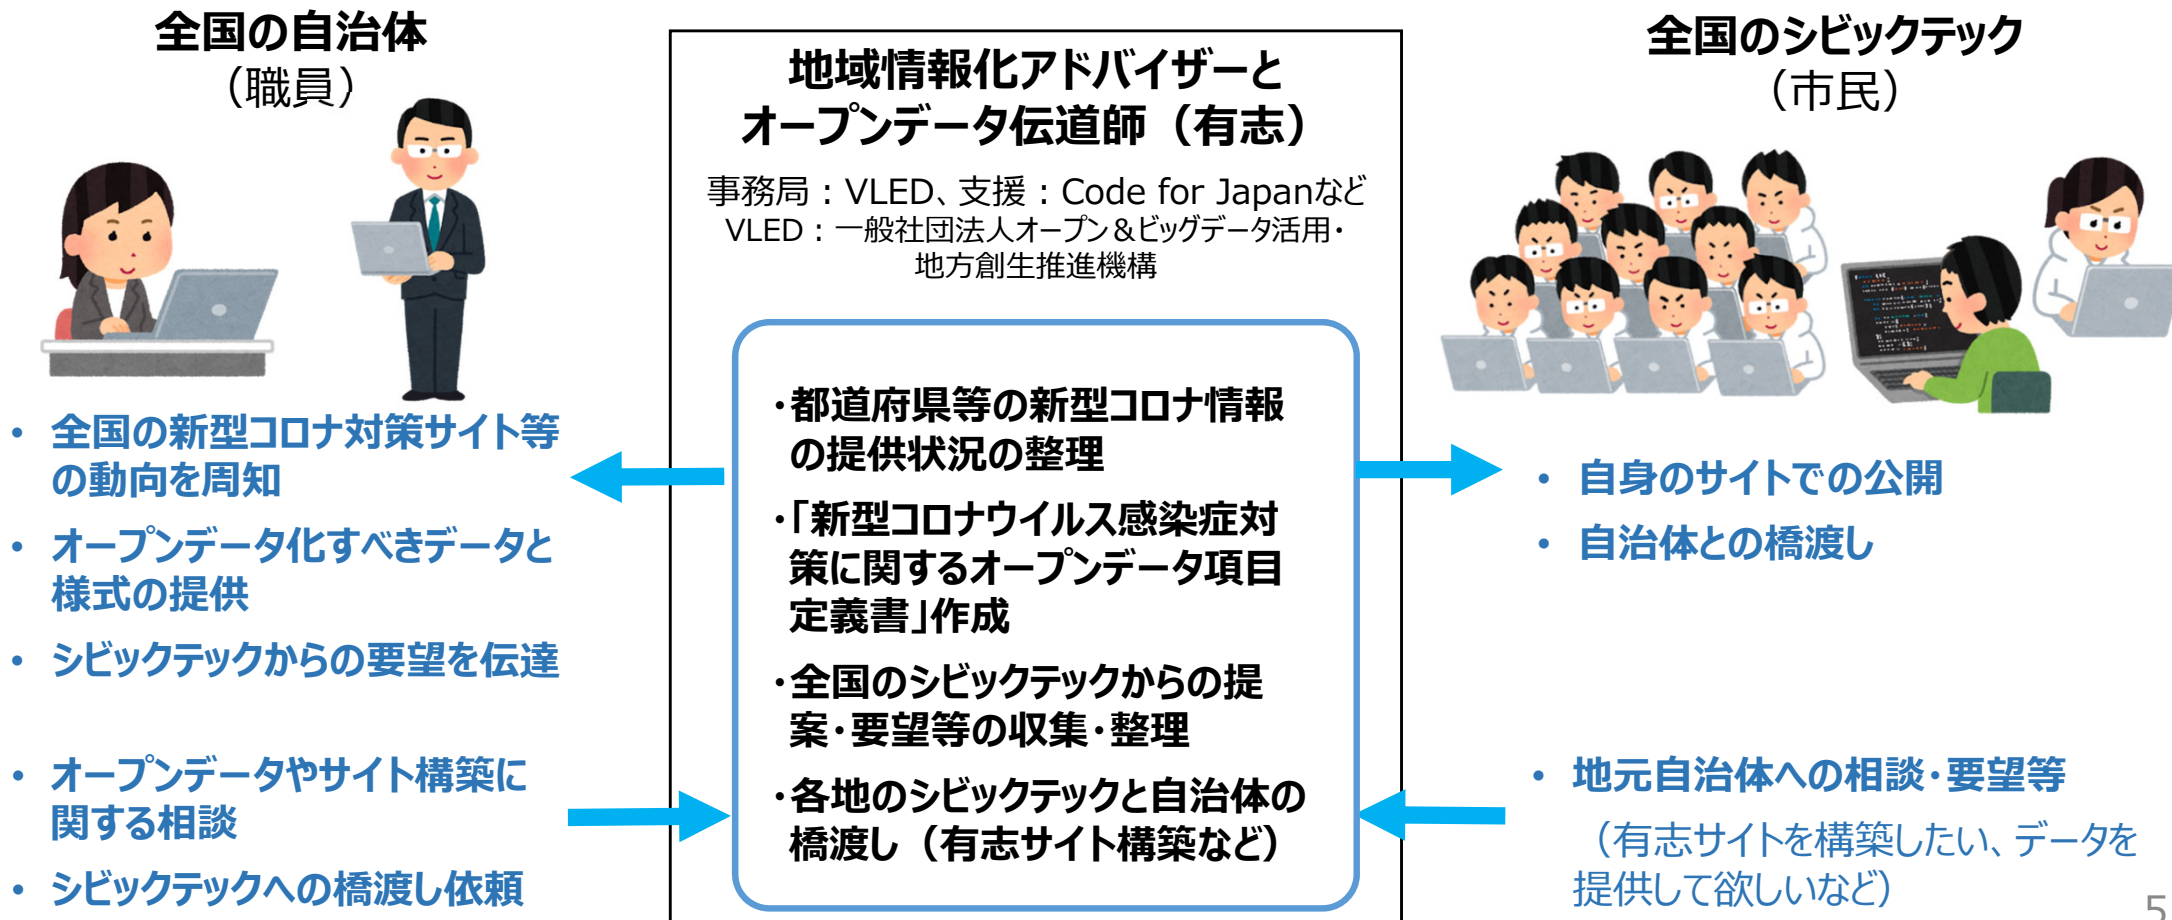 全国の自治体
（職員）
・ 全国の新型コロナ対策サイト等
の動向を周知
・ オープンデータ化すべきデータと
様式の提供
・ シビックテックからの要望を伝達
・ オープンデータやサイト構築に
関する相談
・ シビックテックへの橋渡し依頼
地域情報化アドバイザーと
オープンデータ伝道師（有志）
事務局：VLED、支援：Code for Japanなど
VLED：一般社団法人オープン＆ビッグデータ活用・
地方創生推進機構
・都道府県等の新型コロナ情報
の提供状況の整理
・「新型コロナウイルス感染症対
策に関するオープンデータ項目
定義書」作成
・全国のシビックテックからの提
案・要望等の収集・整理
・各地のシビックテックと自治体の
橋渡し（有志サイト構築など）
全国のシビックテック
（市民）
・ 自身のサイトでの公開
・ 自治体との橋渡し
・ 地元自治体への相談・要望等
（有志サイトを構築したい、データを
提供して欲しいなど）
5